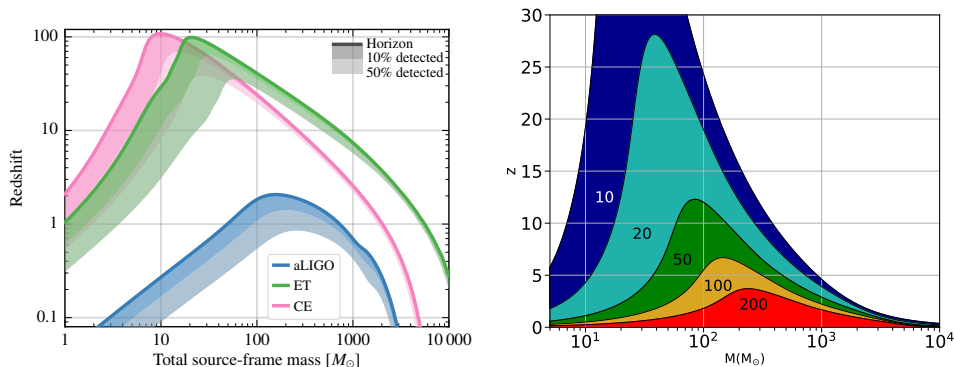 100
10
1
0.1
Redshift
Horizon
10% detected
50% detected
aLIGO
ET
CE
1
10
100
1000
10 000
Total source-frame mass [M⊙]
30
25
20
15
10
5
0
z
10
20
50
100
200
10¹
10²
10³
10⁴
M(M⊙)